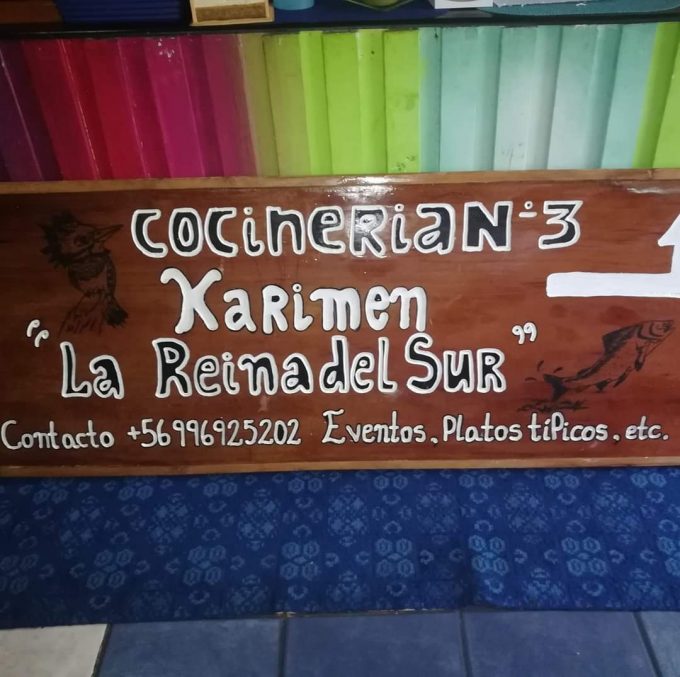 COCINERIA N°3
Karimen
"La Reina del Sur"
Contacto +56996925202 Eventos, Platos típicos, etc.